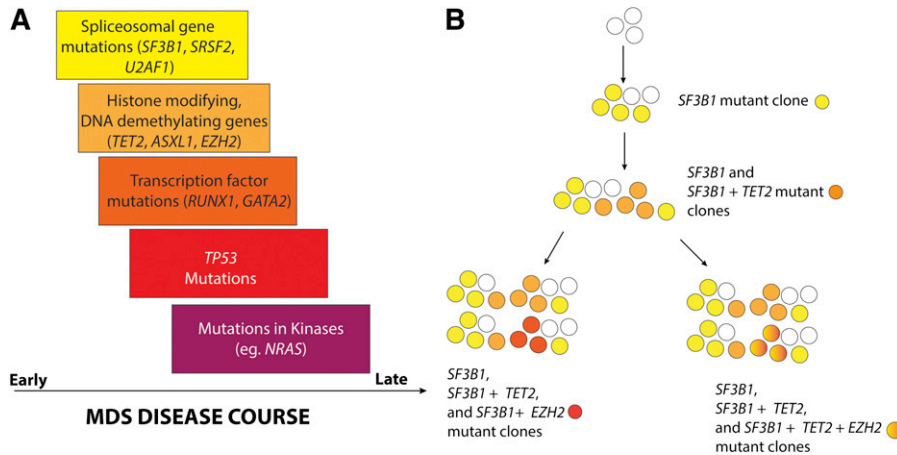 A
Spliceosomal gene
mutations (SF3B1, SRSF2,
U2AF1)
Histone modifying,
DNA demethylating genes
(TET2, ASXL1, EZH2)
Transcription factor
mutations (RUNX1, GATA2)
TP53
Mutations
Mutations in Kinases
(eg. NRAS)
Early
Late
MDS DISEASE COURSE
B
SF3B1 mutant clone
SF3B1 and
SF3B1 + TET2 mutant
clones
SF3B1,
SF3B1 + TET2,
and SF3B1+ EZH2
mutant clones
SF3B1,
SF3B1 + TET2,
and SF3B1 + TET2 + EZH2
mutant clones